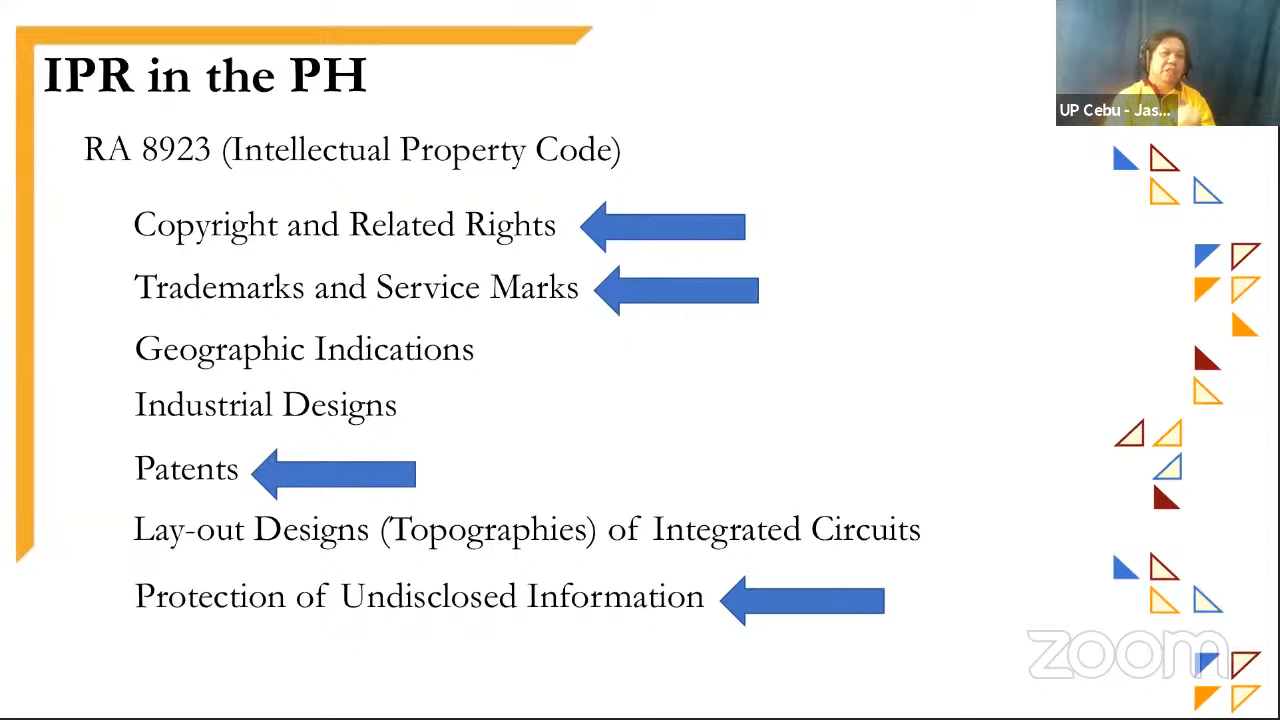 IPR in the PH
UP Cebu - Jas...
RA 8923 (Intellectual Property Code)
Copyright and Related Rights
Trademarks and Service Marks
Geographic Indications
Industrial Designs
Patents
Lay-out Designs (Topographies) of Integrated Circuits
Protection of Undisclosed Information
zoom